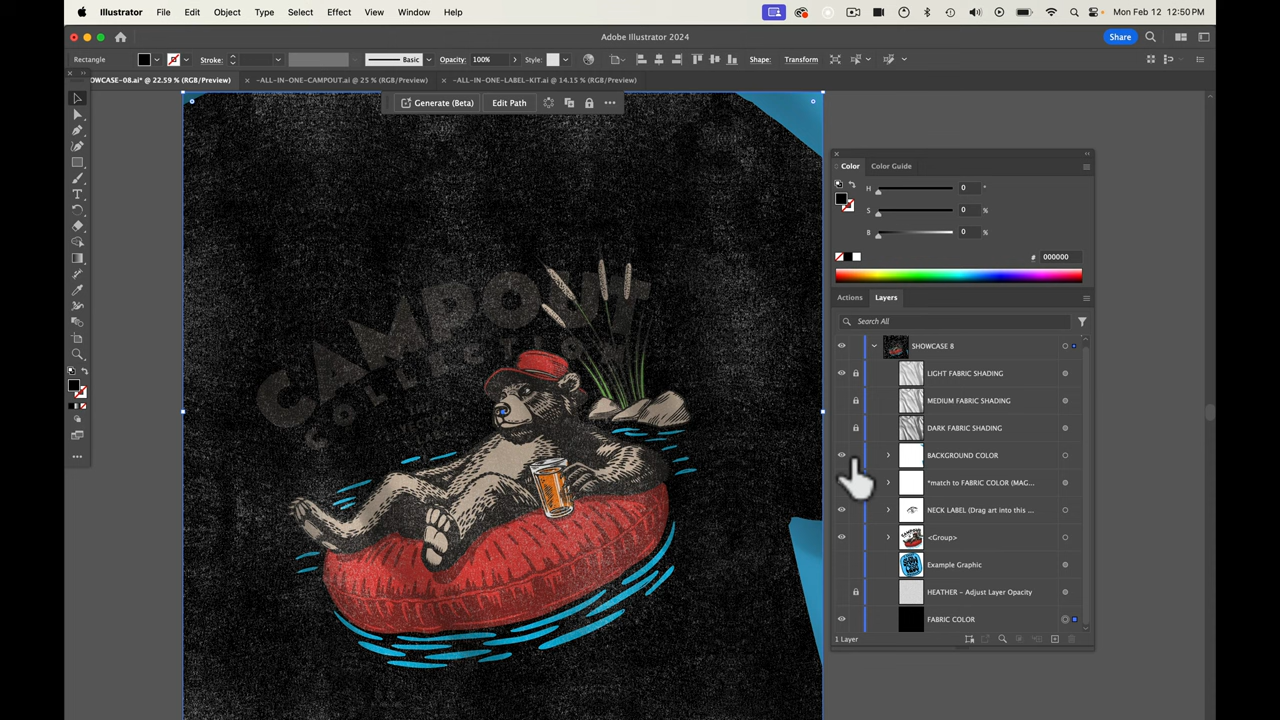 Illustrator File Edit Object Type Select Effect View Window Help Mon Feb 12 12:50PM
Adobe Illustrator 2024 Share
Rectangle Stroke: Basic Opacity: 100% Style: Shape: Transform
OWCASE-08.ai* @ 22.59 % (RGB/Preview) × -ALL-IN-ONE-CAMPOUT.ai @ 25 % (RGB/Preview) × -ALL-IN-ONE-LABEL-KIT.ai @ 14.15 % (RGB/Preview)
Generate (Beta) Edit Path
Color Color Guide
H 0 °
S 0 %
B 0 %
# 000000
Actions Layers
Search All
SHOWCASE 8
LIGHT FABRIC SHADING
MEDIUM FABRIC SHADING
DARK FABRIC SHADING
BACKGROUND COLOR
*match to FABRIC COLOR (MAG...
NECK LABEL (Drag art into this ...
<Group>
Example Graphic
HEATHER - Adjust Layer Opacity
FABRIC COLOR
1 Layer
CAMPOUT